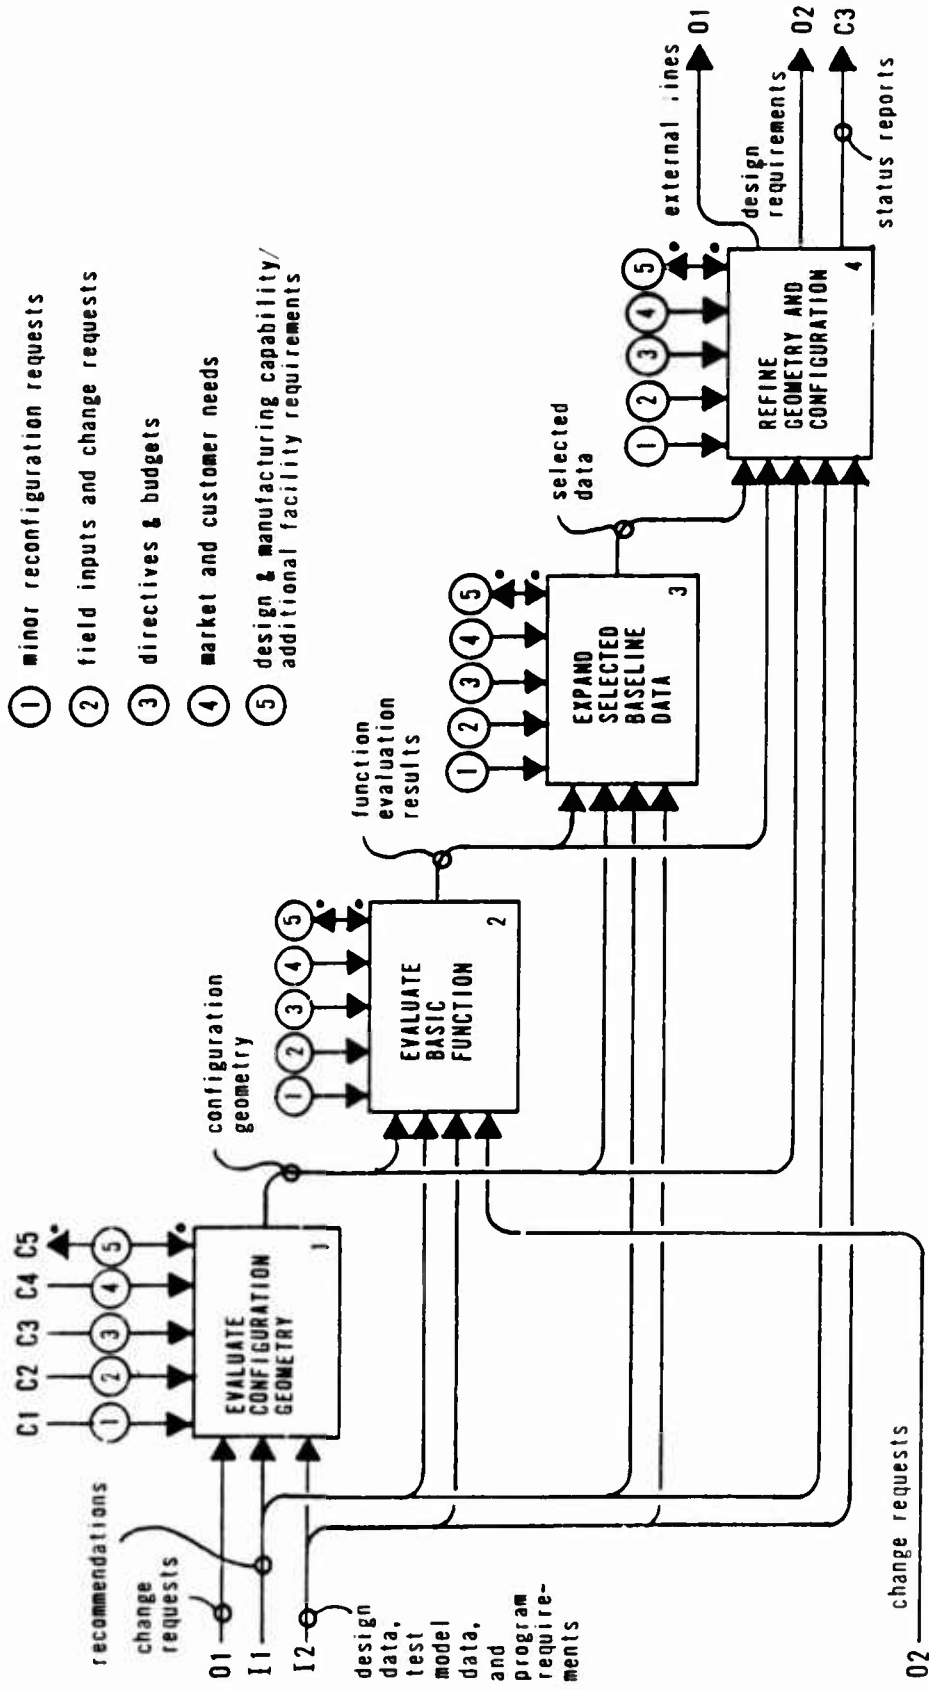 1 minor reconfiguration requests
2 field inputs and change requests
3 directives & budgets
4 market and customer needs
5 design & manufacturing capability/
additional facility requirements
C1 C2 C3 C4 C5
1 2 3 4 5
recommendations
change
requests
O1
I1
I2
design
data,
test
model
data,
and
program
require-
ments
EVALUATE
CONFIGURATION
GEOMETRY
1
configuration
geometry
1 2 3 4 5
EVALUATE
BASIC
FUNCTION
2
function
evaluation
results
1 2 3 4 5
EXPAND
SELECTED
BASELINE
DATA
3
selected
data
1 2 3 4 5
REFINE
GEOMETRY AND
CONFIGURATION
4
external lines
O1
design
requirements
O2
C3
status reports
O2
change requests